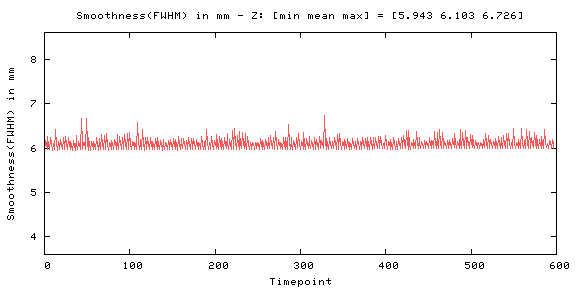 Smoothness(FWHM) in mm - Z: [min mean max] = [5.943 6.103 6.726]
Smoothness(FWHM) in mm
8
7
6
5
4
0 100 200 300 400 500 600
Timepoint